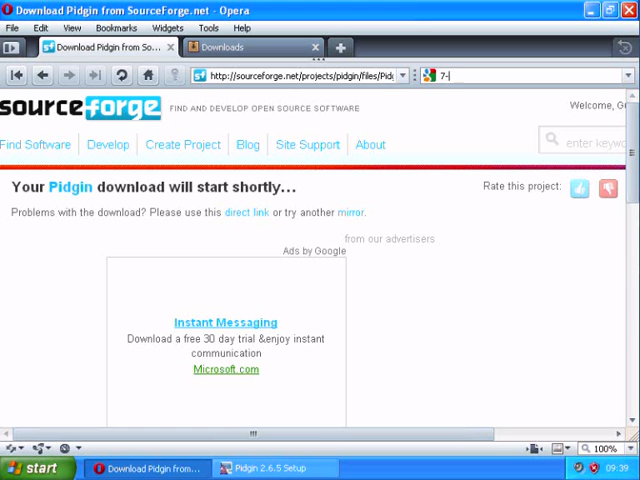 Download Pidgin from SourceForge.net - Opera
File Edit View Bookmarks Widgets Tools Help
Download Pidgin from So... Downloads
http://sourceforge.net/projects/pidgin/files/Pidg 7-
sourceforge FIND AND DEVELOP OPEN SOURCE SOFTWARE Welcome, G
Find Software Develop Create Project Blog Site Support About enter keywo
Your Pidgin download will start shortly... Rate this project:
Problems with the download? Please use this direct link or try another mirror.
from our advertisers
Ads by Google
Instant Messaging
Download a free 30 day trial &enjoy instant
communication
Microsoft.com
100%
start Download Pidgin from... Pidgin 2.6.5 Setup 09:39